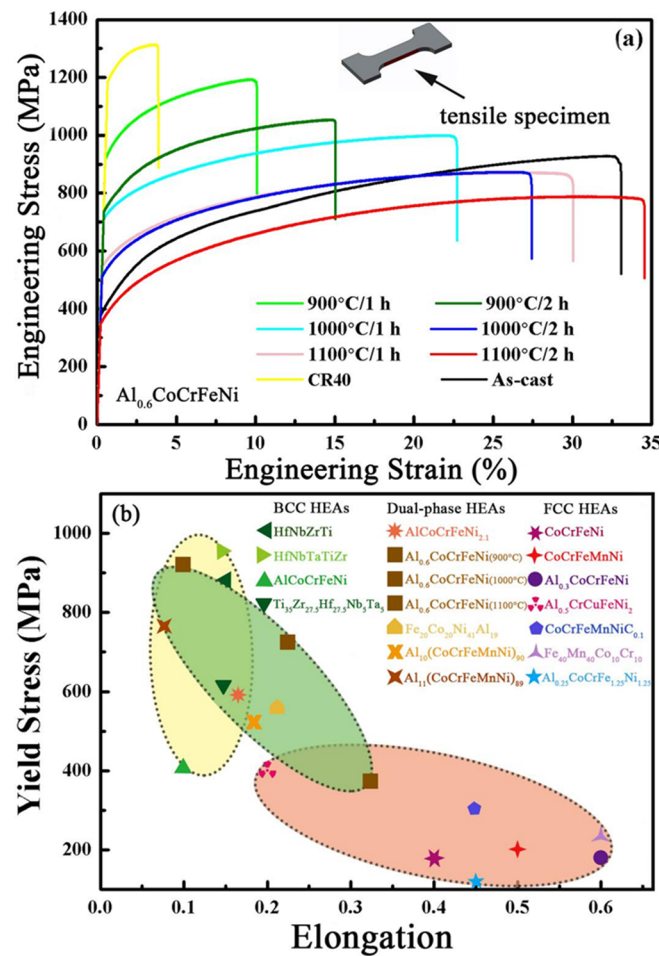 (a)
1400
1200
1000
800
600
400
200
0
Engineering Stress (MPa)
tensile specimen
900°C/1 h 900°C/2 h
1000°C/1 h 1000°C/2 h
1100°C/1 h 1100°C/2 h
CR40 As-cast
Al0.6CoCrFeNi
0 5 10 15 20 25 30 35
Engineering Strain (%)
(b)
1000
800
600
400
200
Yield Stress (MPa)
BCC HEAs Dual-phase HEAs FCC HEAs
HfNbZrTi AlCoCrFeNi2.1 CoCrFeNi
HfNbTaTiZr Al0.6CoCrFeNi(900°C) CoCrFeMnNi
AlCoCrFeNi Al0.6CoCrFeNi(1000°C) Al0.3CoCrFeNi
Ti35Zr27.5Hf27.5Nb5Ta5 Al0.6CoCrFeNi(1100°C) Al0.5CrCuFeNi2
Fe20Co20Ni41Al19 CoCrFeMnNiC0.1
Al10(CoCrFeMnNi)90 Fe40Mn40Co10Cr10
Al11(CoCrFeMnNi)89 Al0.25CoCrFe1.25Ni1.25
0.0 0.1 0.2 0.3 0.4 0.5 0.6
Elongation